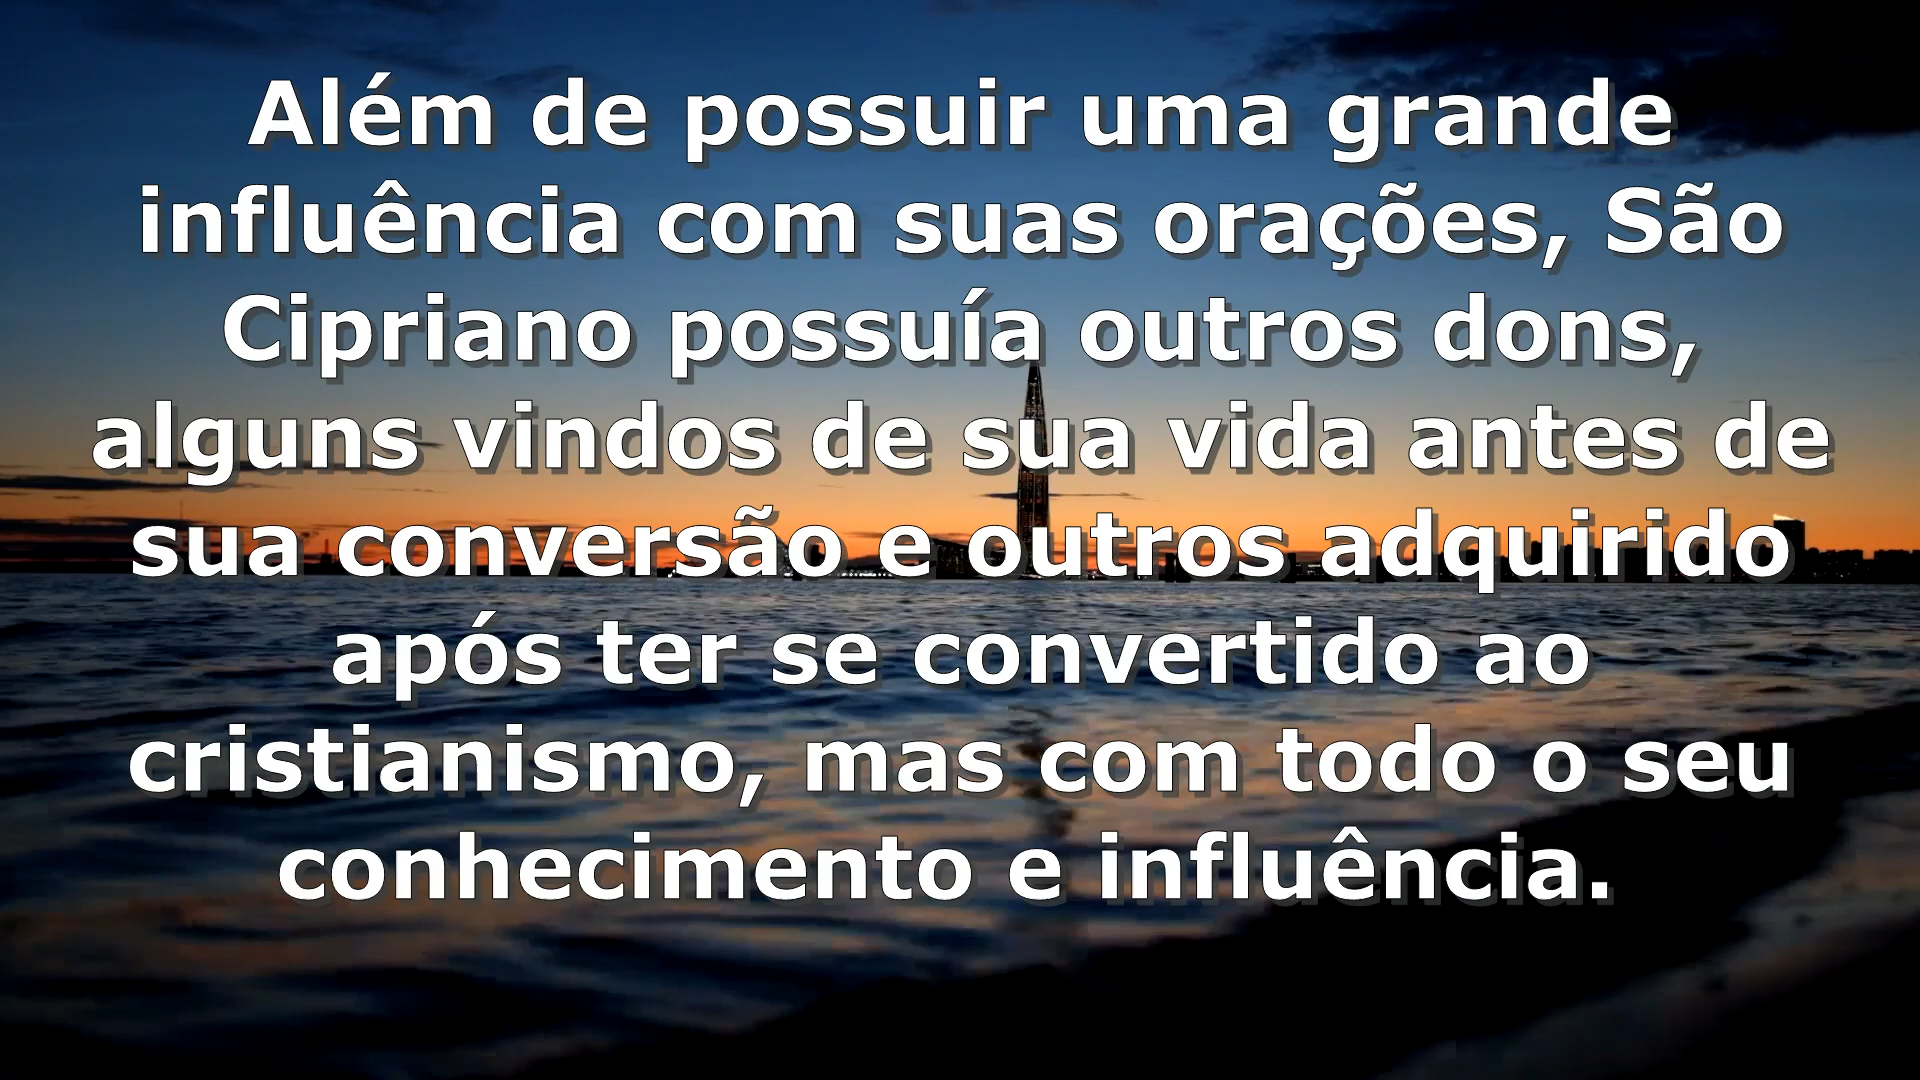 Além de possuir uma grande
influência com suas orações, São
Cipriano possuía outros dons,
alguns vindos de sua vida antes de
sua conversão e outros adquirido
após ter se convertido ao
cristianismo, mas com todo o seu
conhecimento e influência.